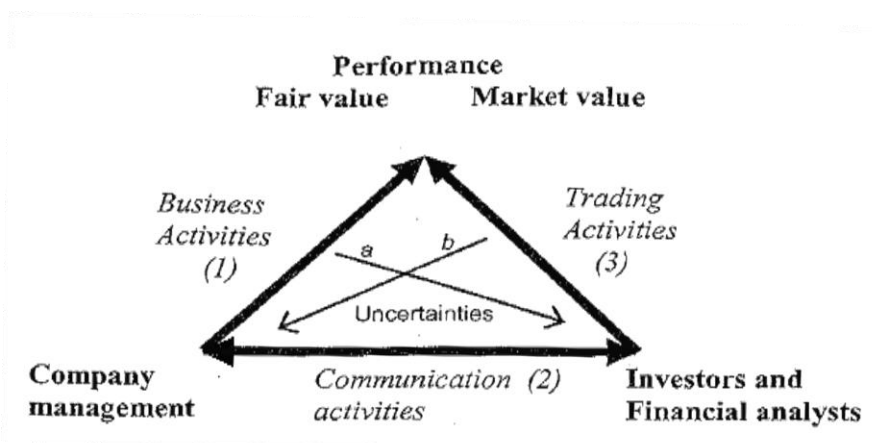 Performance
Fair value Market value
Business
Activities
(1)
Trading
Activities
(3)
a b
Uncertainties
Company
management
Communication (2)
activities
Investors and
Financial analysts